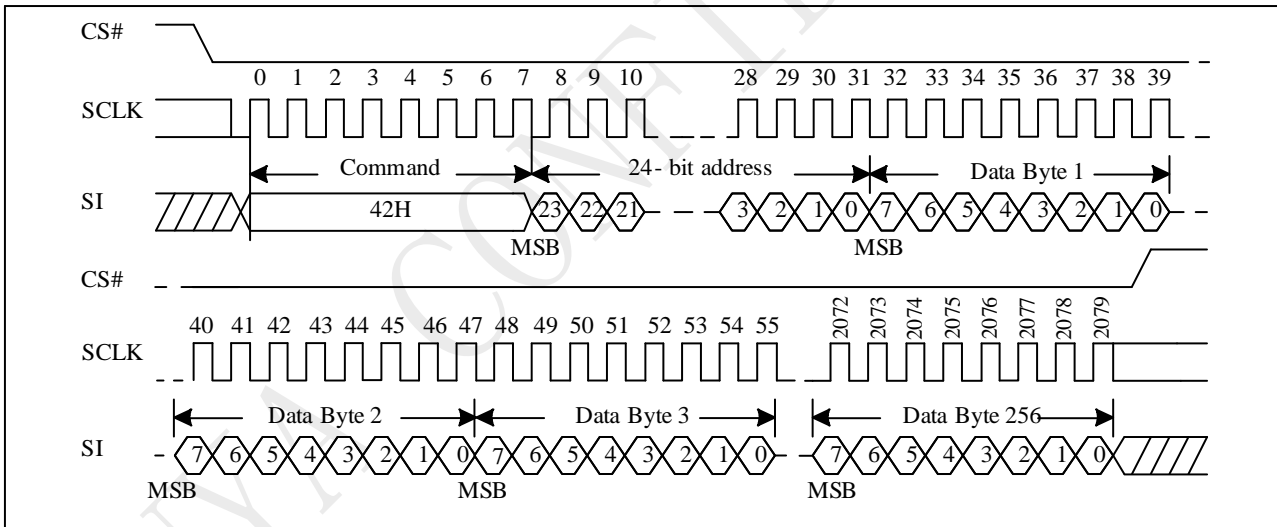 CS#
0 1 2 3 4 5 6 7 8 9 10 28 29 30 31 32 33 34 35 36 37 38 39
SCLK
Command 24- bit address Data Byte 1
SI 42H 23 22 21 3 2 1 0 7 6 5 4 3 2 1 0
MSB MSB
CS#
40 41 42 43 44 45 46 47 48 49 50 51 52 53 54 55 2072 2073 2074 2075 2076 2077 2078 2079
SCLK
Data Byte 2 Data Byte 3 Data Byte 256
SI 7 6 5 4 3 2 1 0 7 6 5 4 3 2 1 0 7 6 5 4 3 2 1 0
MSB MSB MSB